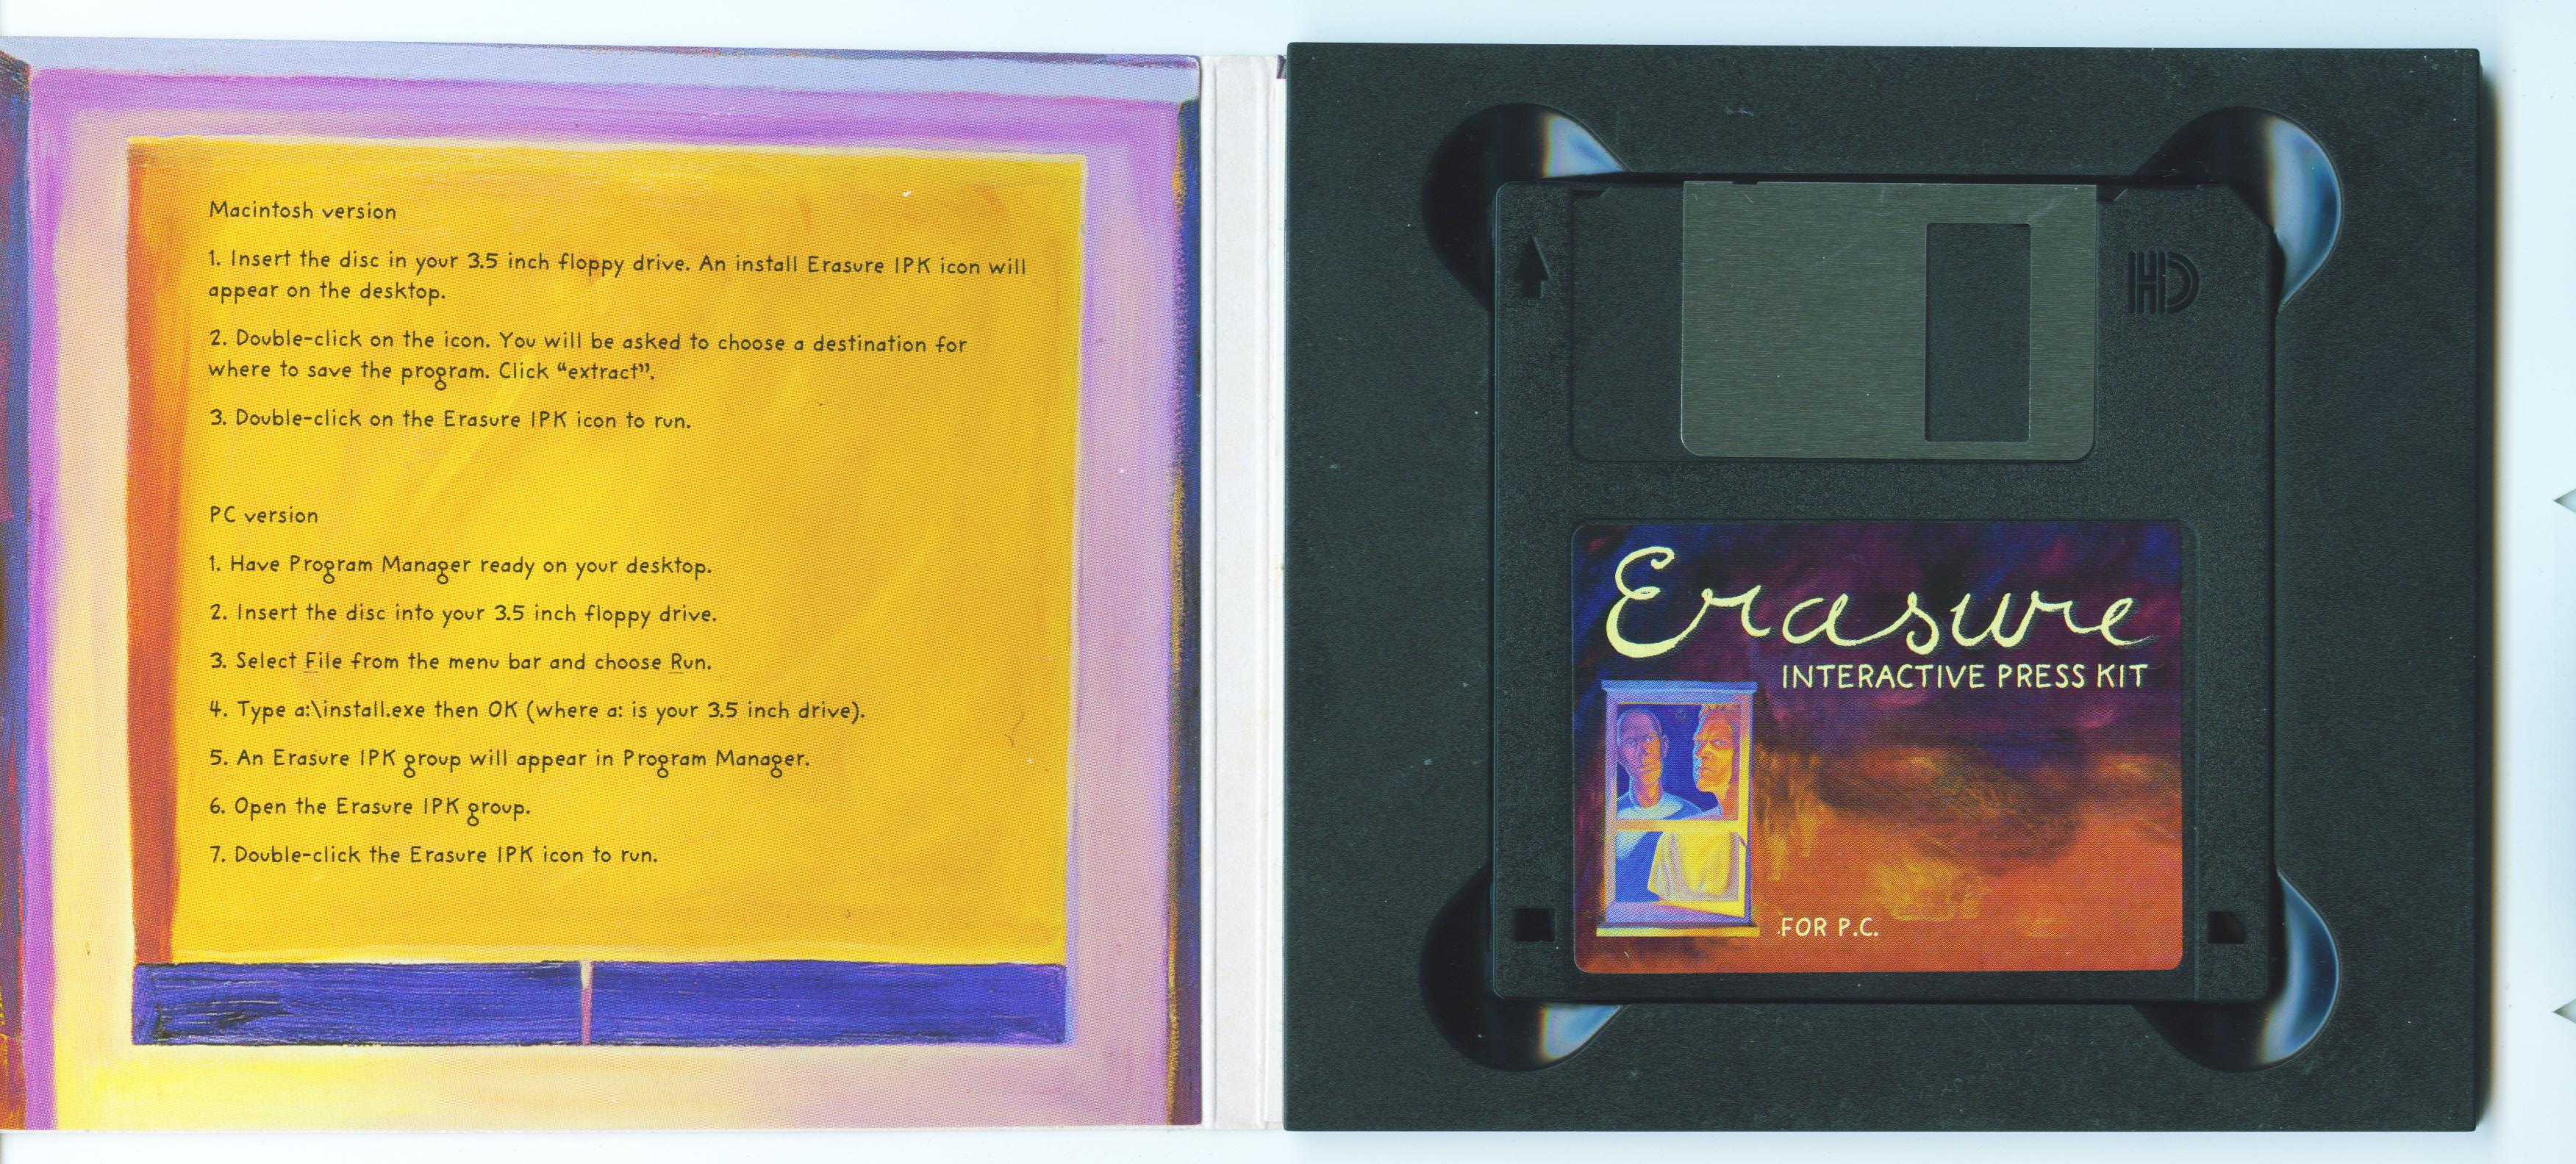 Macintosh version
1. Insert the disc in your 3.5 inch floppy drive. An install Erasure IPK icon will
appear on the desktop.
2. Double-click on the icon. You will be asked to choose a destination for
where to save the program. Click “extract”.
3. Double-click on the Erasure IPK icon to run.
PC version
1. Have Program Manager ready on your desktop.
2. Insert the disc into your 3.5 inch floppy drive.
3. Select File from the menu bar and choose Run.
4. Type a:\install.exe then OK (where a: is your 3.5 inch drive).
5. An Erasure IPK group will appear in Program Manager.
6. Open the Erasure IPK group.
7. Double-click the Erasure IPK icon to run.
HD
Erasure
INTERACTIVE PRESS KIT
FOR P.C.